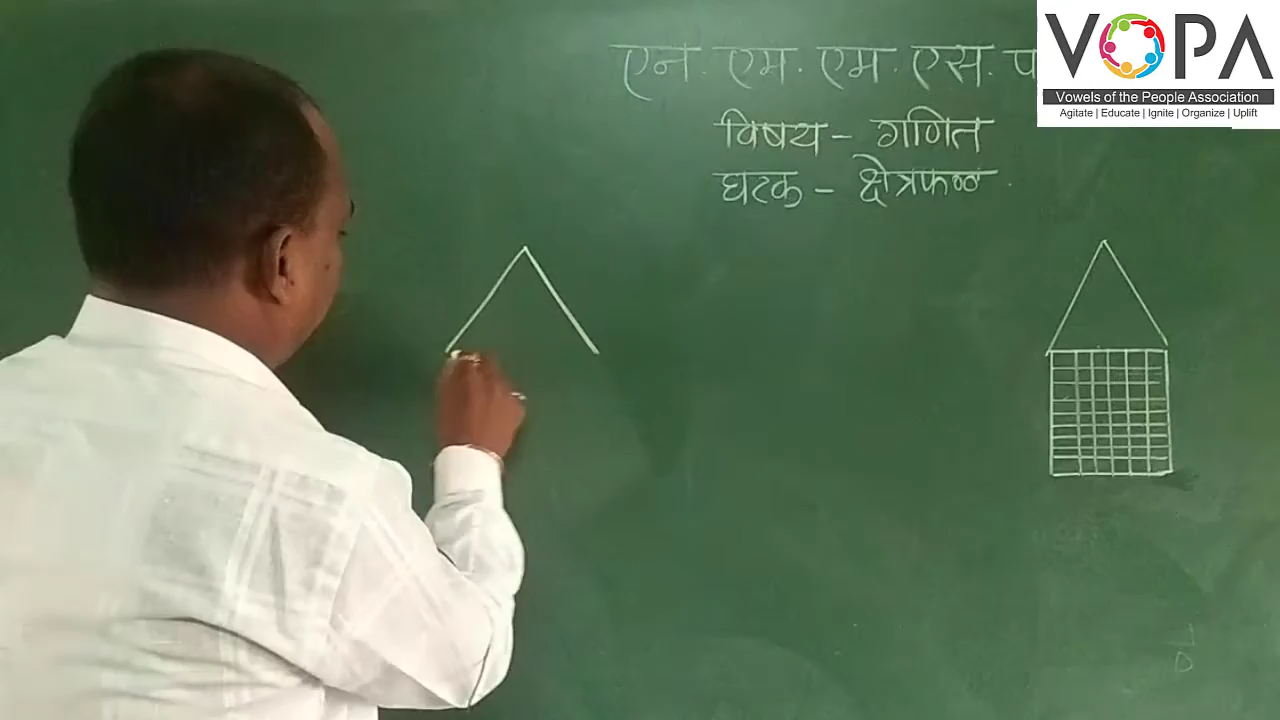 एन. एम. एम. एस. प
विषय - गणित
घटक - क्षेत्रफळ.
VOPA
Vowels of the People Association
Agitate | Educate | Ignite | Organize | Uplift